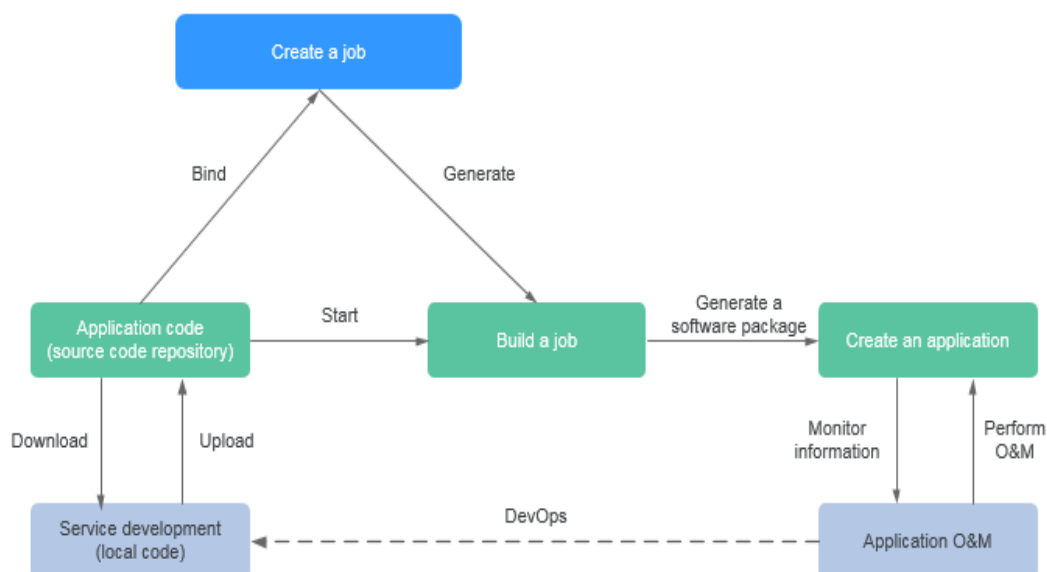 Create a job
Bind
Generate
Application code
(source code repository)
Start
Build a job
Generate a
software package
Create an application
Download
Upload
Monitor
information
Perform
O&M
Service development
(local code)
DevOps
Application O&M